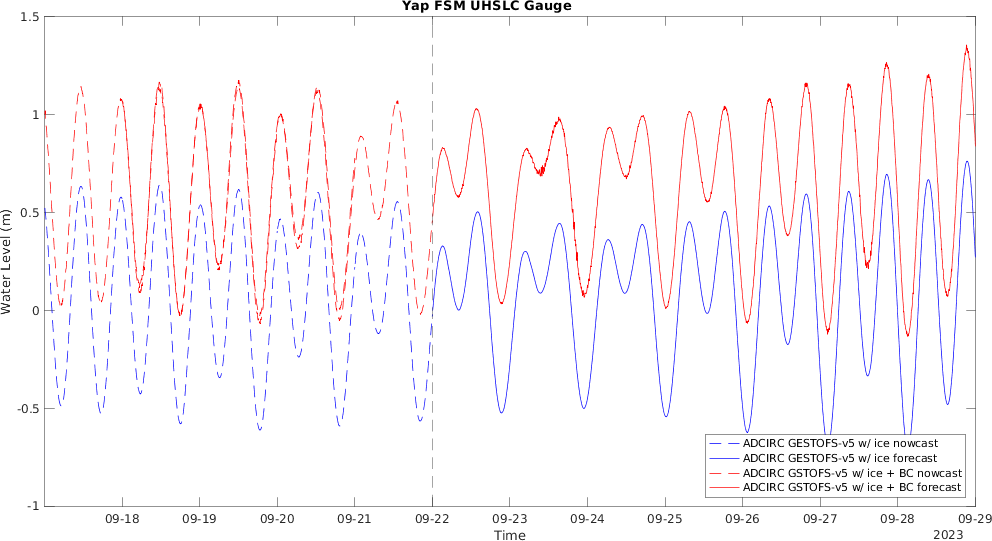 Yap FSM UHSLC Gauge
1.5
1
0.5
0
-0.5
-1
Water Level (m)
ADCIRC GESTOFS-v5 w/ ice nowcast
ADCIRC GESTOFS-v5 w/ ice forecast
ADCIRC GSTOFS-v5 w/ ice + BC nowcast
ADCIRC GSTOFS-v5 w/ ice + BC forecast
09-18 09-19 09-20 09-21 09-22 09-23 09-24 09-25 09-26 09-27 09-28 09-29
Time
2023